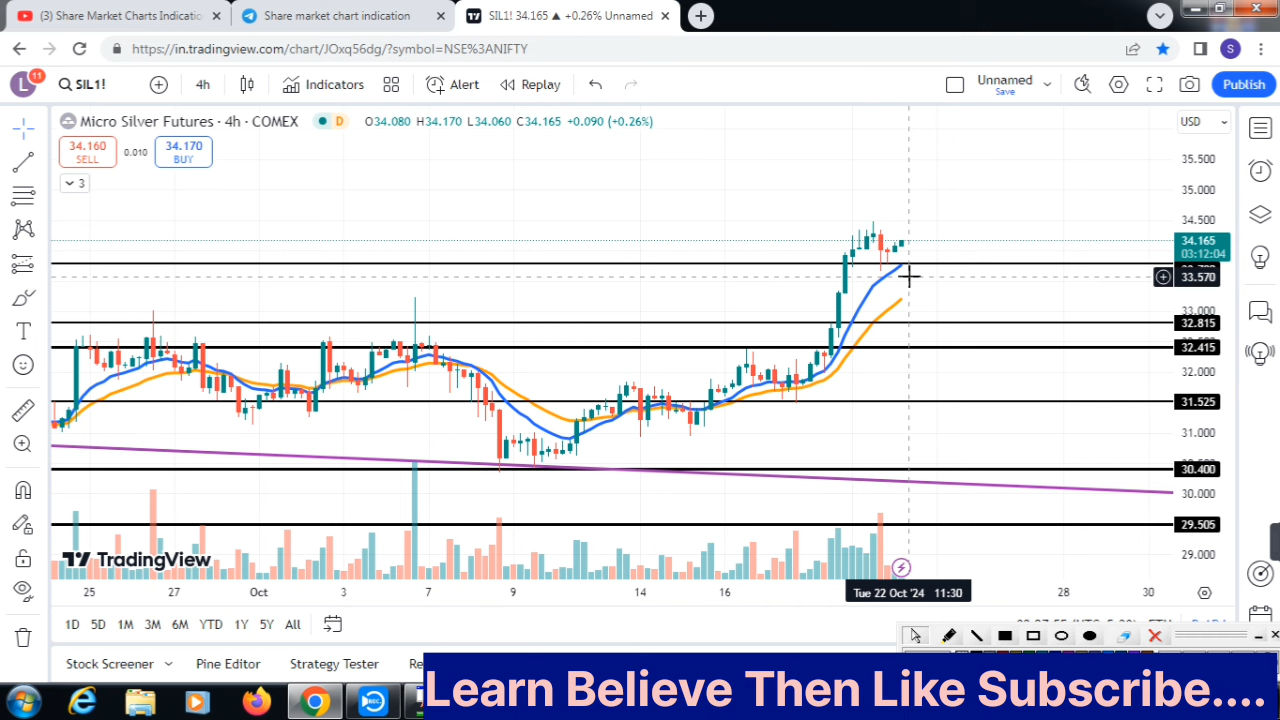 (3) Share Market Charts Indicatio
Share market chart indication
SIL1! 34.165 ▲ +0.26% Unnamed
https://in.tradingview.com/chart/JOxq56dg/?symbol=NSE%3ANIFTY
S
L
11
SIL1!
4h
Indicators
Alert
Replay
Unnamed
Save
Publish
Micro Silver Futures · 4h · COMEX
D
O34.080 H34.170 L34.060 C34.165 +0.090 (+0.26%)
USD
34.160
SELL
0.010
34.170
BUY
3
35.500
35.000
34.500
34.165
03:12:04
33.570
33.000
32.815
32.415
32.000
31.525
31.000
30.400
30.000
29.505
29.000
TradingView
25
27
Oct
3
7
9
14
16
Tue 22 Oct '24 11:30
28
30
1D 5D 1M 3M 6M YTD 1Y 5Y All
Stock Screener
Pine Editor
Strategy Tester
Re
REC
Learn Believe Then Like Subscribe....